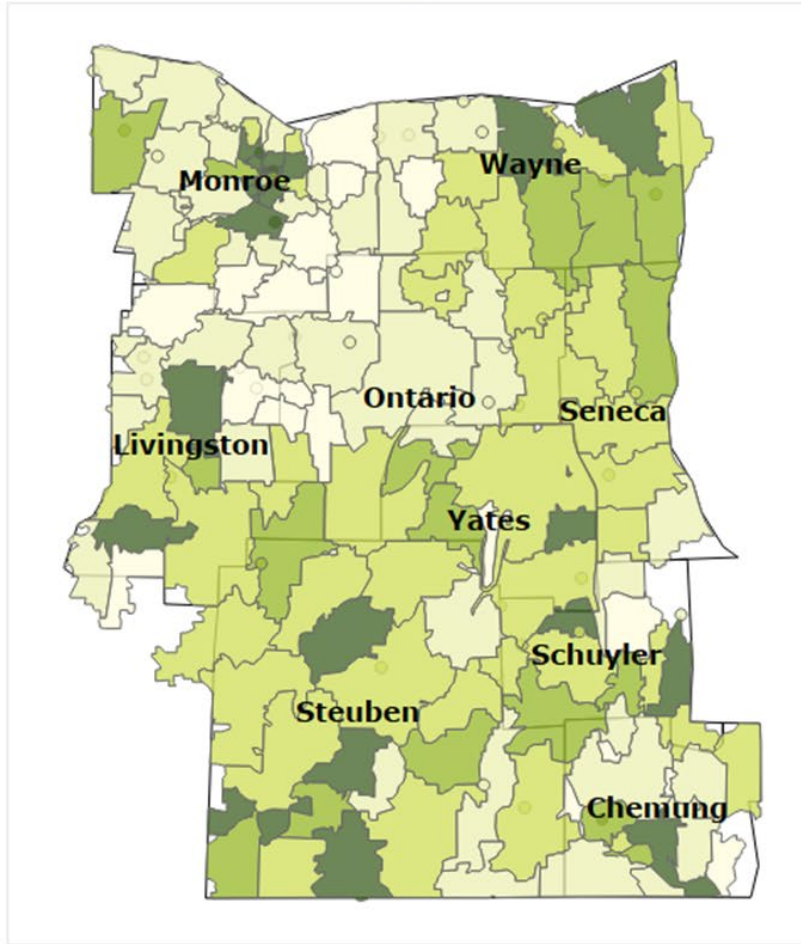 Wayne
Monroe
Ontario
Seneca
Livingston
Yates
Schuyler
Steuben
Chemung